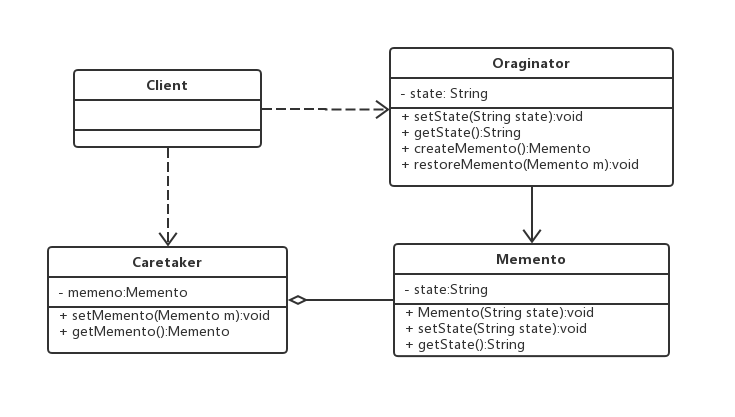 Client
Oraginator
- state: String
+ setState(String state):void
+ getState():String
+ createMemento():Memento
+ restoreMemento(Memento m):void
Caretaker
- memeno:Memento
+ setMemento(Memento m):void
+ getMemento():Memento
Memento
- state:String
+ Memento(String state):void
+ setState(String state):void
+ getState():String